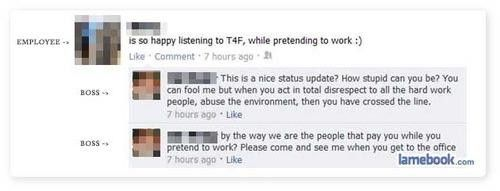 EMPLOYEE ->
is so happy listening to T4F, while pretending to work :)
Like · Comment · 7 hours ago ·
BOSS ->
This is a nice status update? How stupid can you be? You
can fool me but when you act in total disrespect to all the hard work
people, abuse the environment, then you have crossed the line.
7 hours ago · Like
BOSS ->
by the way we are the people that pay you while you
pretend to work? Please come and see me when you get to the office
7 hours ago · Like
lamebook.com